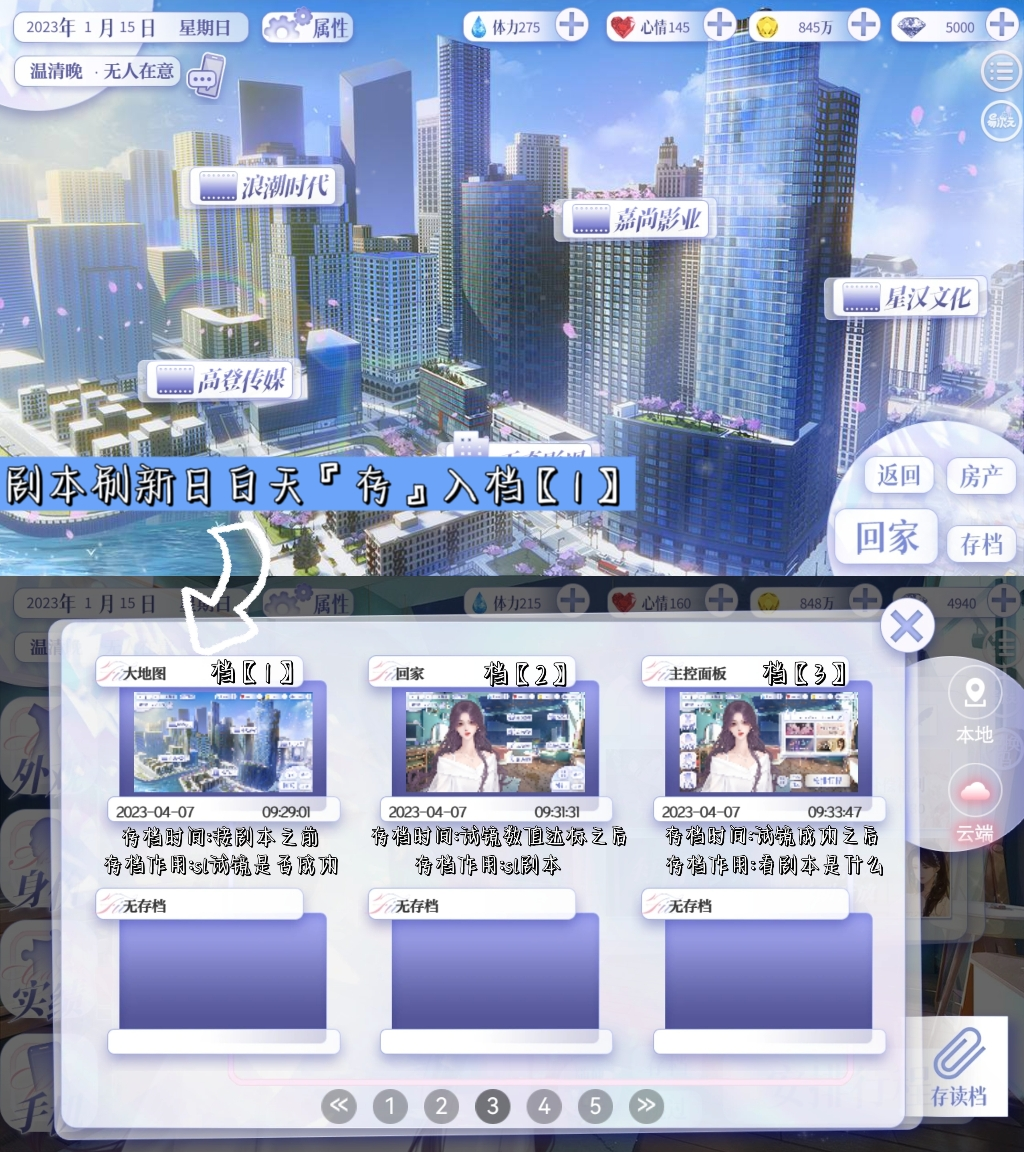 2023年 1 月 15 日 星期日
属性
体力275
心情145
845万
5000
温清晚 · 无人在意
易次元
浪潮时代
嘉尚影业
星汉文化
高登传媒
返回
房产
回家
存档
剧本刷新日白天『存』入档【1】
2023年 1 月 15 日 星期日
属性
体力215
心情160
848万
4940
温
大地图
档【1】
回家
档【2】
主控面板
档【3】
2023-04-07 09:29:01
2023-04-07 09:31:31
2023-04-07 09:33:47
存档时间:接剧本之前
存档作用:sl试镜是否成功
存档时间:试镜数值达标之后
存档作用:sl剧本
存档时间:试镜成功之后
存档作用:看剧本是什么
无存档
无存档
无存档
本地
云端
外
身
实
手
存读档
« 1 2 3 4 5 »